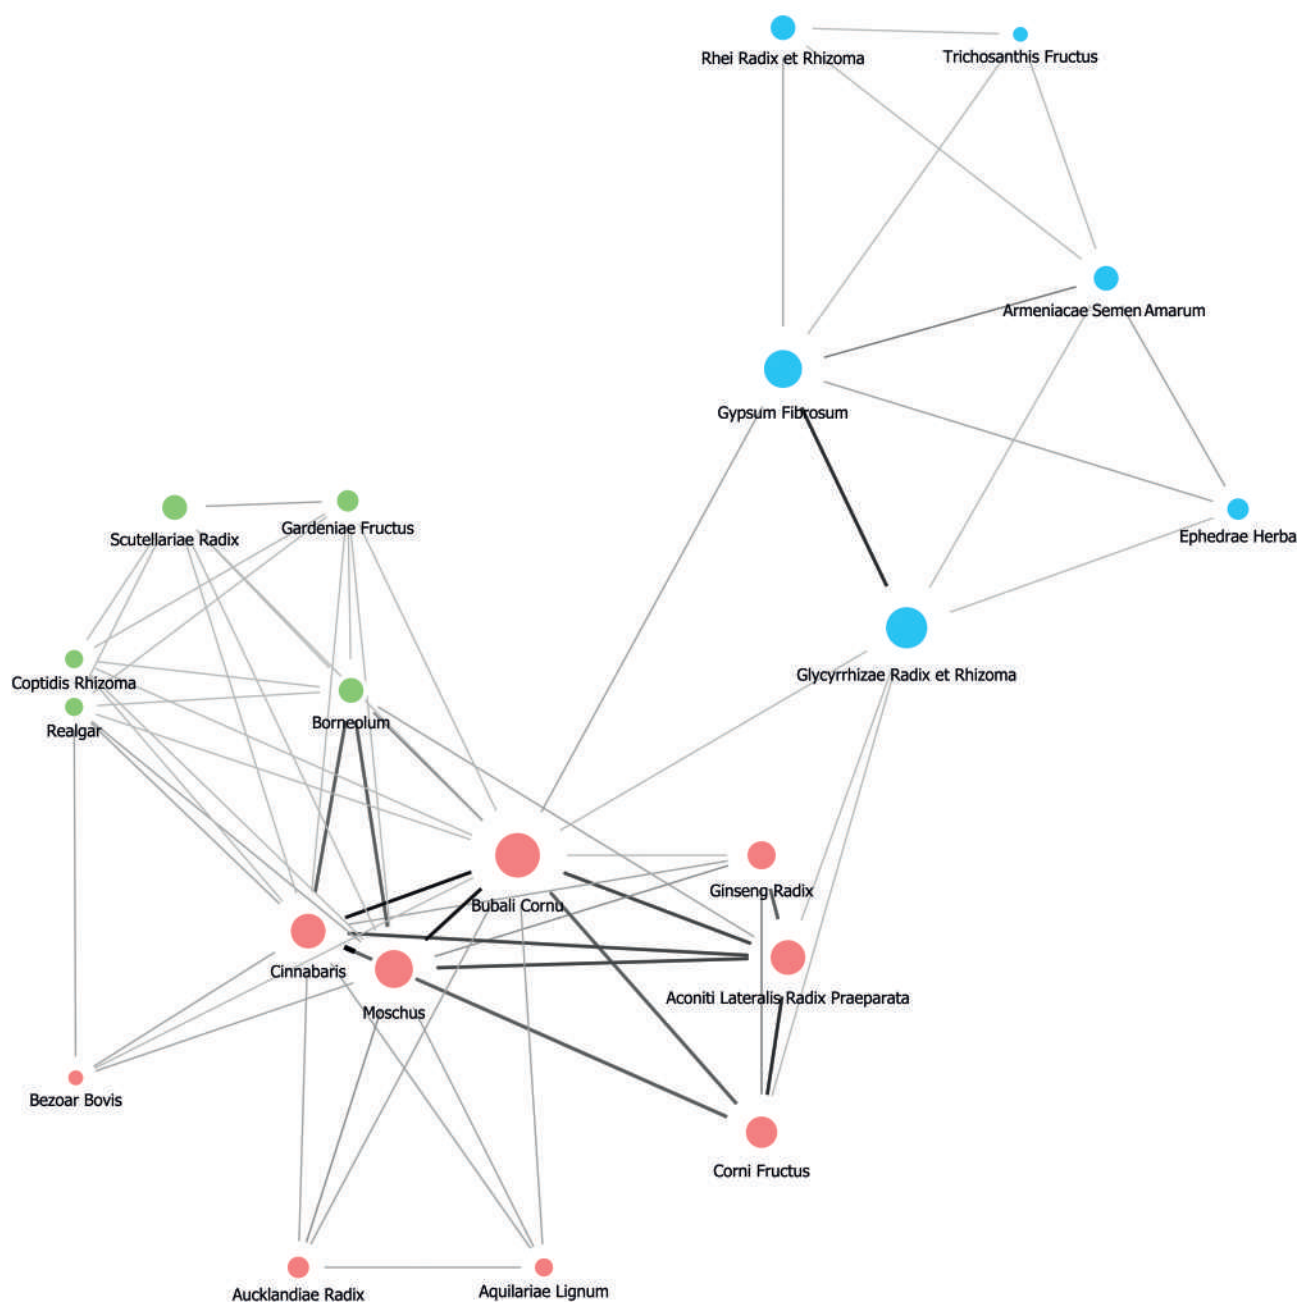 Rhei Radix et Rhizoma
Trichosanthis Fructus
Armeniacae Semen Amarum
Gypsum Fibrosum
Scutellariae Radix
Gardeniae Fructus
Ephedrae Herba
Glycyrrhizae Radix et Rhizoma
Coptidis Rhizoma
Realgar
Borneolum
Ginseng Radix
Bubali Cornu
Cinnabaris
Aconiti Lateralis Radix Praeparata
Moschus
Bezoar Bovis
Corni Fructus
Aucklandiae Radix
Aquilariae Lignum